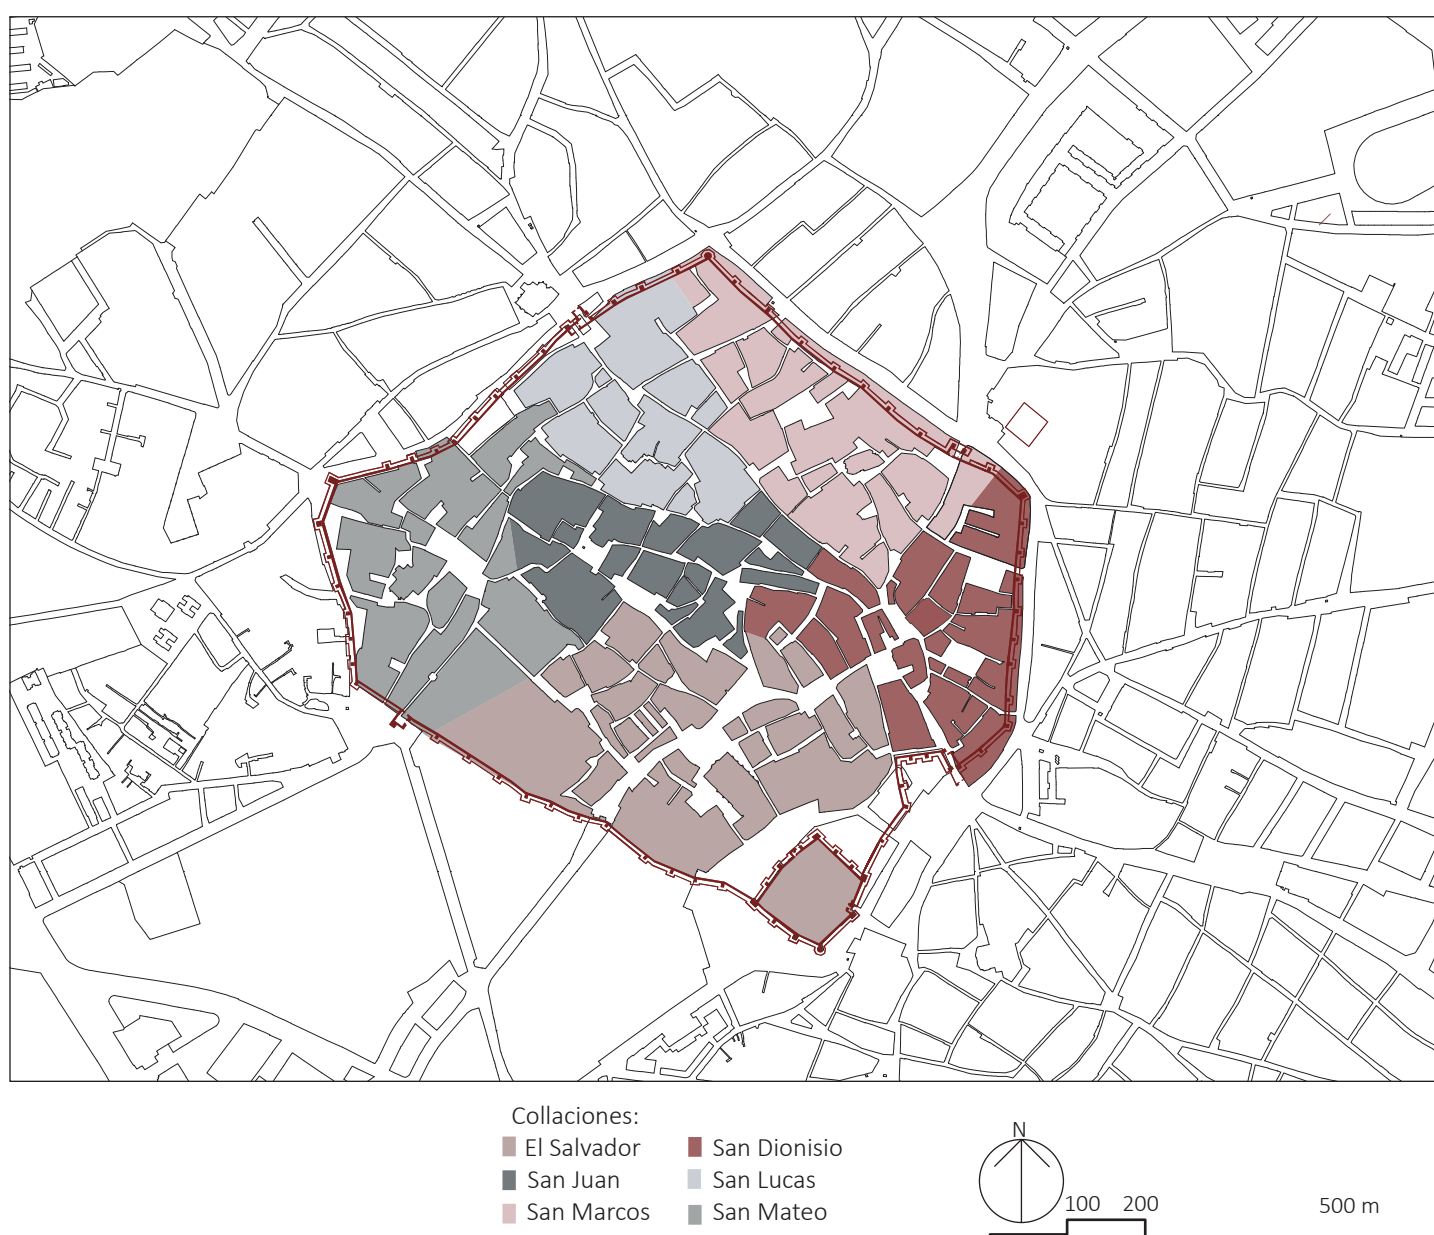 Collaciones:
El Salvador
San Juan
San Marcos
San Dionisio
San Lucas
San Mateo
N
100 200 500 m